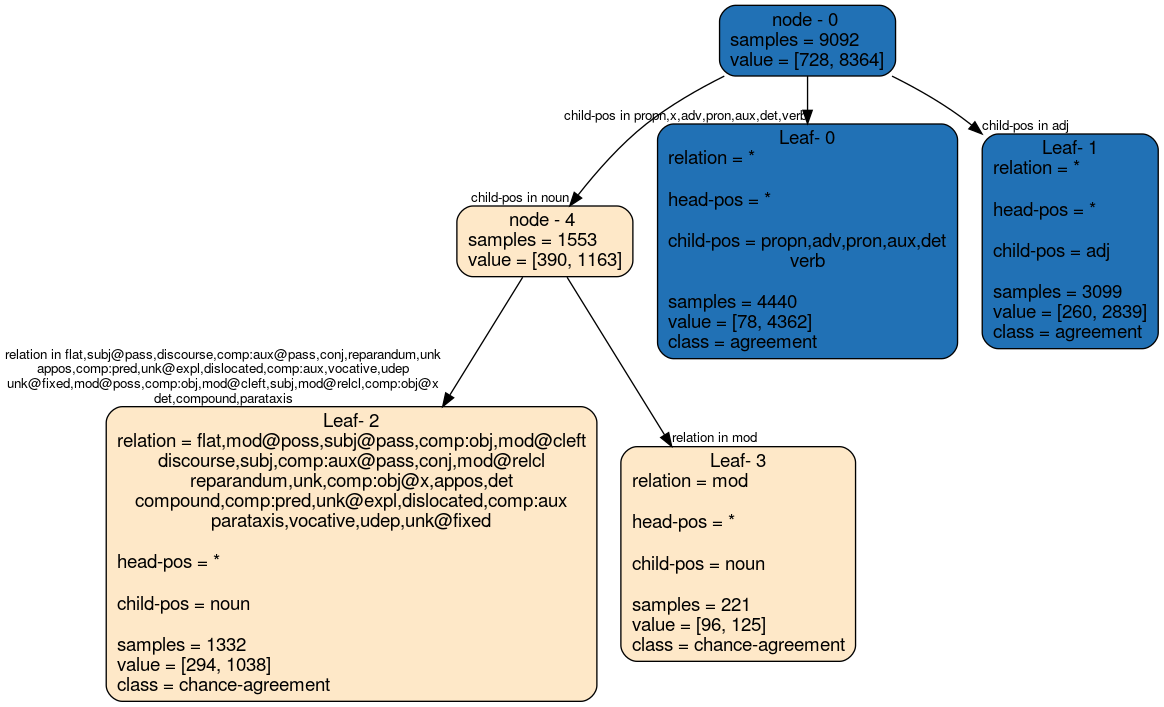 node - 0
samples = 9092
value = [728, 8364]
child-pos in propn,x,adv,pron,aux,det,verb
child-pos in adj
Leaf- 0
relation = *
head-pos = *
child-pos = propn,adv,pron,aux,det
verb
samples = 4440
value = [78, 4362]
class = agreement
Leaf- 1
relation = *
head-pos = *
child-pos = adj
samples = 3099
value = [260, 2839]
class = agreement
child-pos in noun
node - 4
samples = 1553
value = [390, 1163]
relation in flat,subj@pass,discourse,comp:aux@pass,conj,reparandum,unk
appos,comp:pred,unk@expl,dislocated,comp:aux,vocative,udep
unk@fixed,mod@poss,comp:obj,mod@cleft,subj,mod@relcl,comp:obj@x
det,compound,parataxis
Leaf- 2
relation = flat,mod@poss,subj@pass,comp:obj,mod@cleft
discourse,subj,comp:aux@pass,conj,mod@relcl
reparandum,unk,comp:obj@x,appos,det
compound,comp:pred,unk@expl,dislocated,comp:aux
parataxis,vocative,udep,unk@fixed
head-pos = *
child-pos = noun
samples = 1332
value = [294, 1038]
class = chance-agreement
relation in mod
Leaf- 3
relation = mod
head-pos = *
child-pos = noun
samples = 221
value = [96, 125]
class = chance-agreement